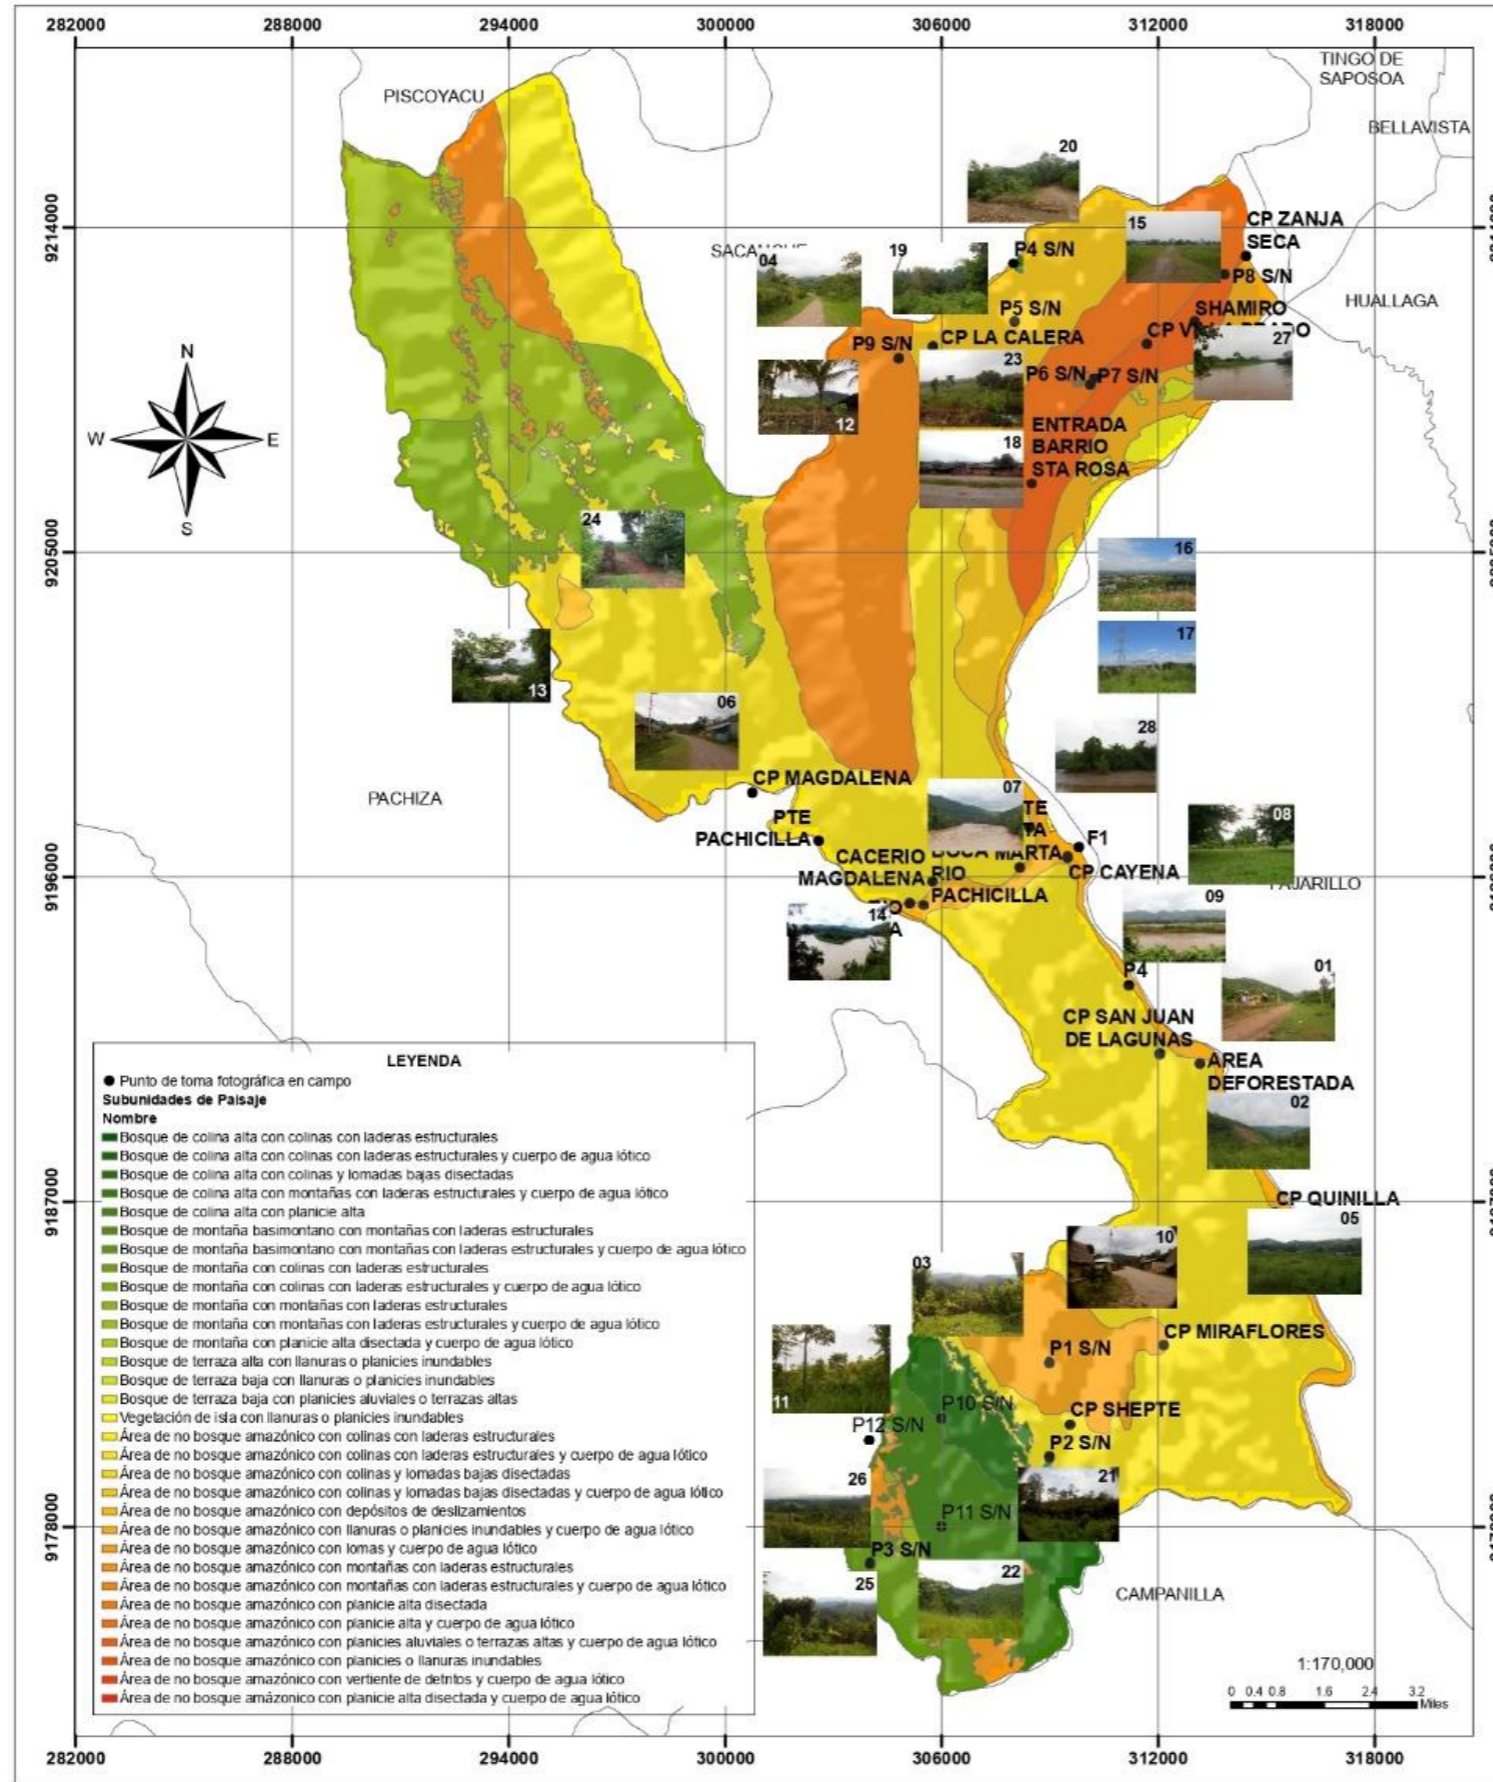 282000 288000 294000 300000 306000 312000 318000
TINGO DE
SAPOSOA
PISCOYACU
BELLAVISTA
20
9214000
15
CP ZANJA
SECA
04
19
P4 S/N
P8 S/N
HUALLAGA
P5 S/N
SHAMIRO
P9 S/N
CP LA CALERA
27
N
23
P6 S/N
P7 S/N
W
E
12
ENTRADA
BARRIO
STA ROSA
18
S
24
9205000
16
17
13
06
28
CP MAGDALENA
PACHIZA
07
08
PTE
PACHICILLA
F1
CACERIO
MAGDALENA
BOCA MARTA
CP CAYENA
9196000
RIO
PACHICILLA
14
09
P4
01
CP SAN JUAN
DE LAGUNAS
AREA
DEFORESTADA
02
LEYENDA
Punto de toma fotográfica en campo
Subunidades de Paisaje
Nombre
Bosque de colina alta con colinas con laderas estructurales
Bosque de colina alta con colinas con laderas estructurales y cuerpo de agua lótico
Bosque de colina alta con colinas y lomadas bajas disectadas
Bosque de colina alta con montañas con laderas estructurales y cuerpo de agua lótico
Bosque de colina alta con planicie alta
Bosque de montaña basimontano con montañas con laderas estructurales
Bosque de montaña basimontano con montañas con laderas estructurales y cuerpo de agua lótico
Bosque de montaña con colinas con laderas estructurales
Bosque de montaña con colinas con laderas estructurales y cuerpo de agua lótico
Bosque de montaña con montañas con laderas estructurales
Bosque de montaña con montañas con laderas estructurales y cuerpo de agua lótico
Bosque de montaña con planicie alta disectada y cuerpo de agua lótico
Bosque de terraza alta con llanuras o planicies inundables
Bosque de terraza baja con llanuras o planicies inundables
Bosque de terraza baja con planicies aluviales o terrazas altas
Vegetación de isla con llanuras o planicies inundables
Área de no bosque amazónico con colinas con laderas estructurales
Área de no bosque amazónico con colinas con laderas estructurales y cuerpo de agua lótico
Área de no bosque amazónico con colinas y lomadas bajas disectadas
Área de no bosque amazónico con colinas y lomadas bajas disectadas y cuerpo de agua lótico
Área de no bosque amazónico con depósitos de deslizamientos
Área de no bosque amazónico con llanuras o planicies inundables y cuerpo de agua lótico
Área de no bosque amazónico con lomas y cuerpo de agua lótico
Área de no bosque amazónico con montañas con laderas estructurales
Área de no bosque amazónico con montañas con laderas estructurales y cuerpo de agua lótico
Área de no bosque amazónico con planicie alta disectada
Área de no bosque amazónico con planicie alta y cuerpo de agua lótico
Área de no bosque amazónico con planicies aluviales o terrazas altas y cuerpo de agua lótico
Área de no bosque amazónico con planicies o llanuras inundables
Área de no bosque amazónico con vertiente de detritos y cuerpo de agua lótico
Área de no bosque amázonico con planicie alta disectada y cuerpo de agua lótico
9187000
CP QUINILLA
05
10
03
CP MIRAFLORES
P1 S/N
11
P10 S/N
CP SHEPTE
P12 S/N
P2 S/N
26
21
P11 S/N
9178000
P3 S/N
25
22
CAMPANILLA
1:170,000
0 0.4 0.8 1.6 2.4 3.2
Miles
282000 288000 294000 300000 306000 312000 318000